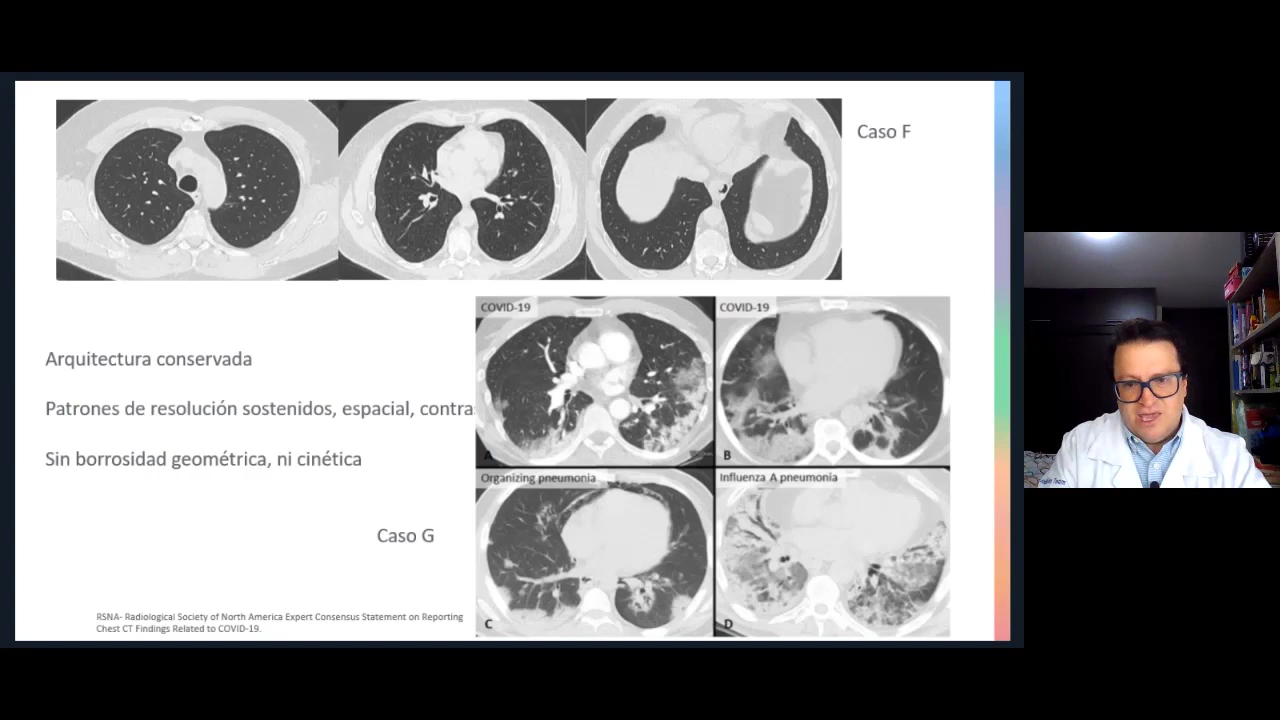 Caso F
Arquitectura conservada
Patrones de resolución sostenidos, espacial, contra
Sin borrosidad geométrica, ni cinética
Caso G
COVID-19
COVID-19
A
B
Organizing pneumonia
Influenza A pneumonia
C
D
RSNA- Radiological Society of North America Expert Consensus Statement on Reporting
Chest CT Findings Related to COVID-19.